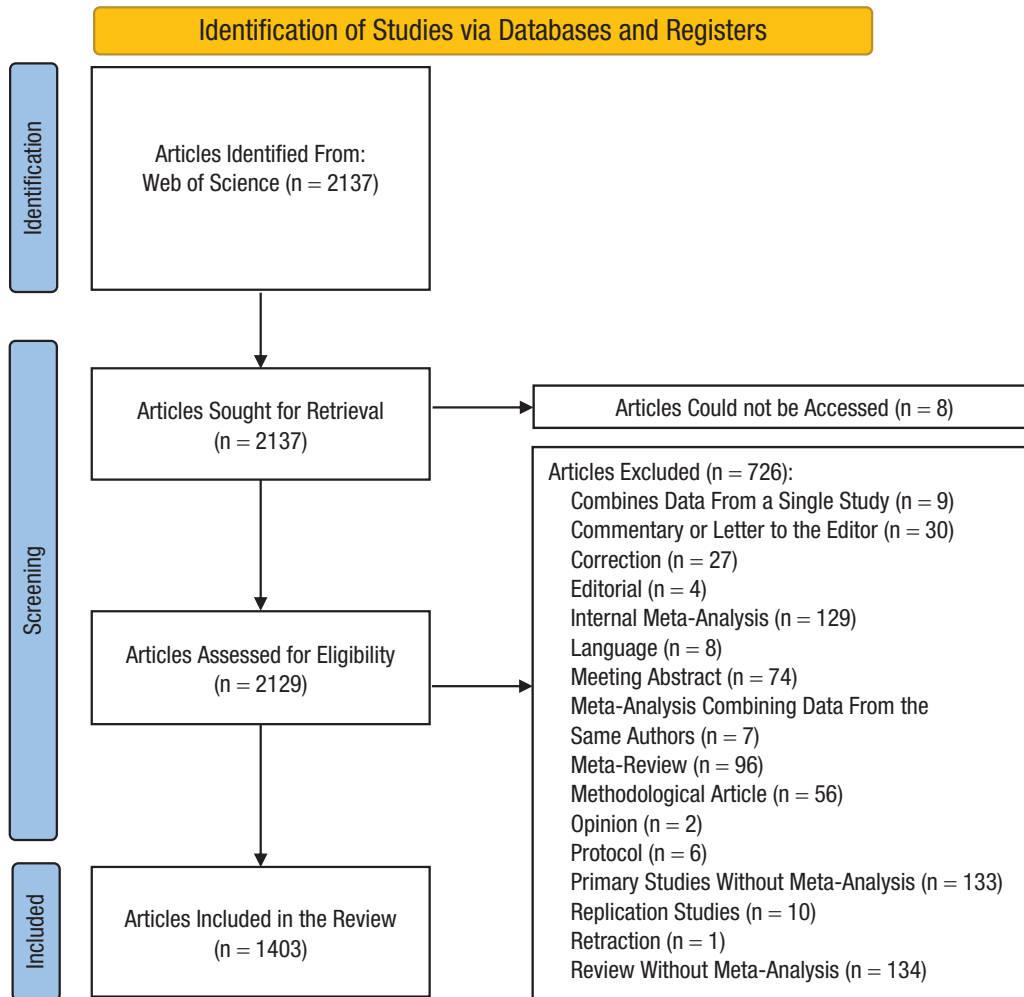 Identification of Studies via Databases and Registers
Identification
Articles Identified From:
Web of Science (n = 2137)
Screening
Articles Sought for Retrieval
(n = 2137)
Articles Could not be Accessed (n = 8)
Articles Assessed for Eligibility
(n = 2129)
Articles Excluded (n = 726):
Combines Data From a Single Study (n = 9)
Commentary or Letter to the Editor (n = 30)
Correction (n = 27)
Editorial (n = 4)
Internal Meta-Analysis (n = 129)
Language (n = 8)
Meeting Abstract (n = 74)
Meta-Analysis Combining Data From the
Same Authors (n = 7)
Meta-Review (n = 96)
Methodological Article (n = 56)
Opinion (n = 2)
Protocol (n = 6)
Primary Studies Without Meta-Analysis (n = 133)
Replication Studies (n = 10)
Retraction (n = 1)
Review Without Meta-Analysis (n = 134)
Included
Articles Included in the Review
(n = 1403)